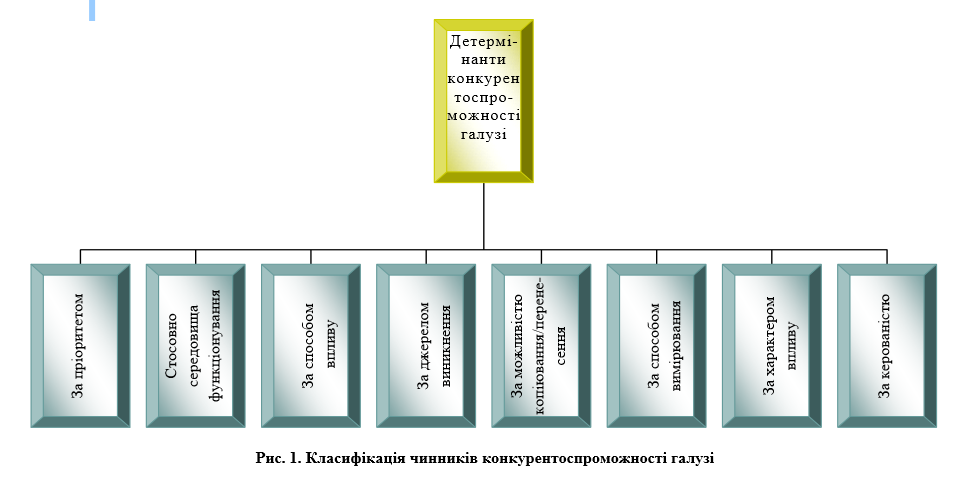 Детермі-
нанти
конкурен
тоспро-
можності
галузі
За пріоритетом
Стосовно
середовища
функціонування
За способом
впливу
За джерелом
виникнення
За можливістю
копіювання/перене-
сення
За способом
вимірювання
За характером
впливу
За керованістю
Рис. 1. Класифікація чинників конкурентоспроможності галузі